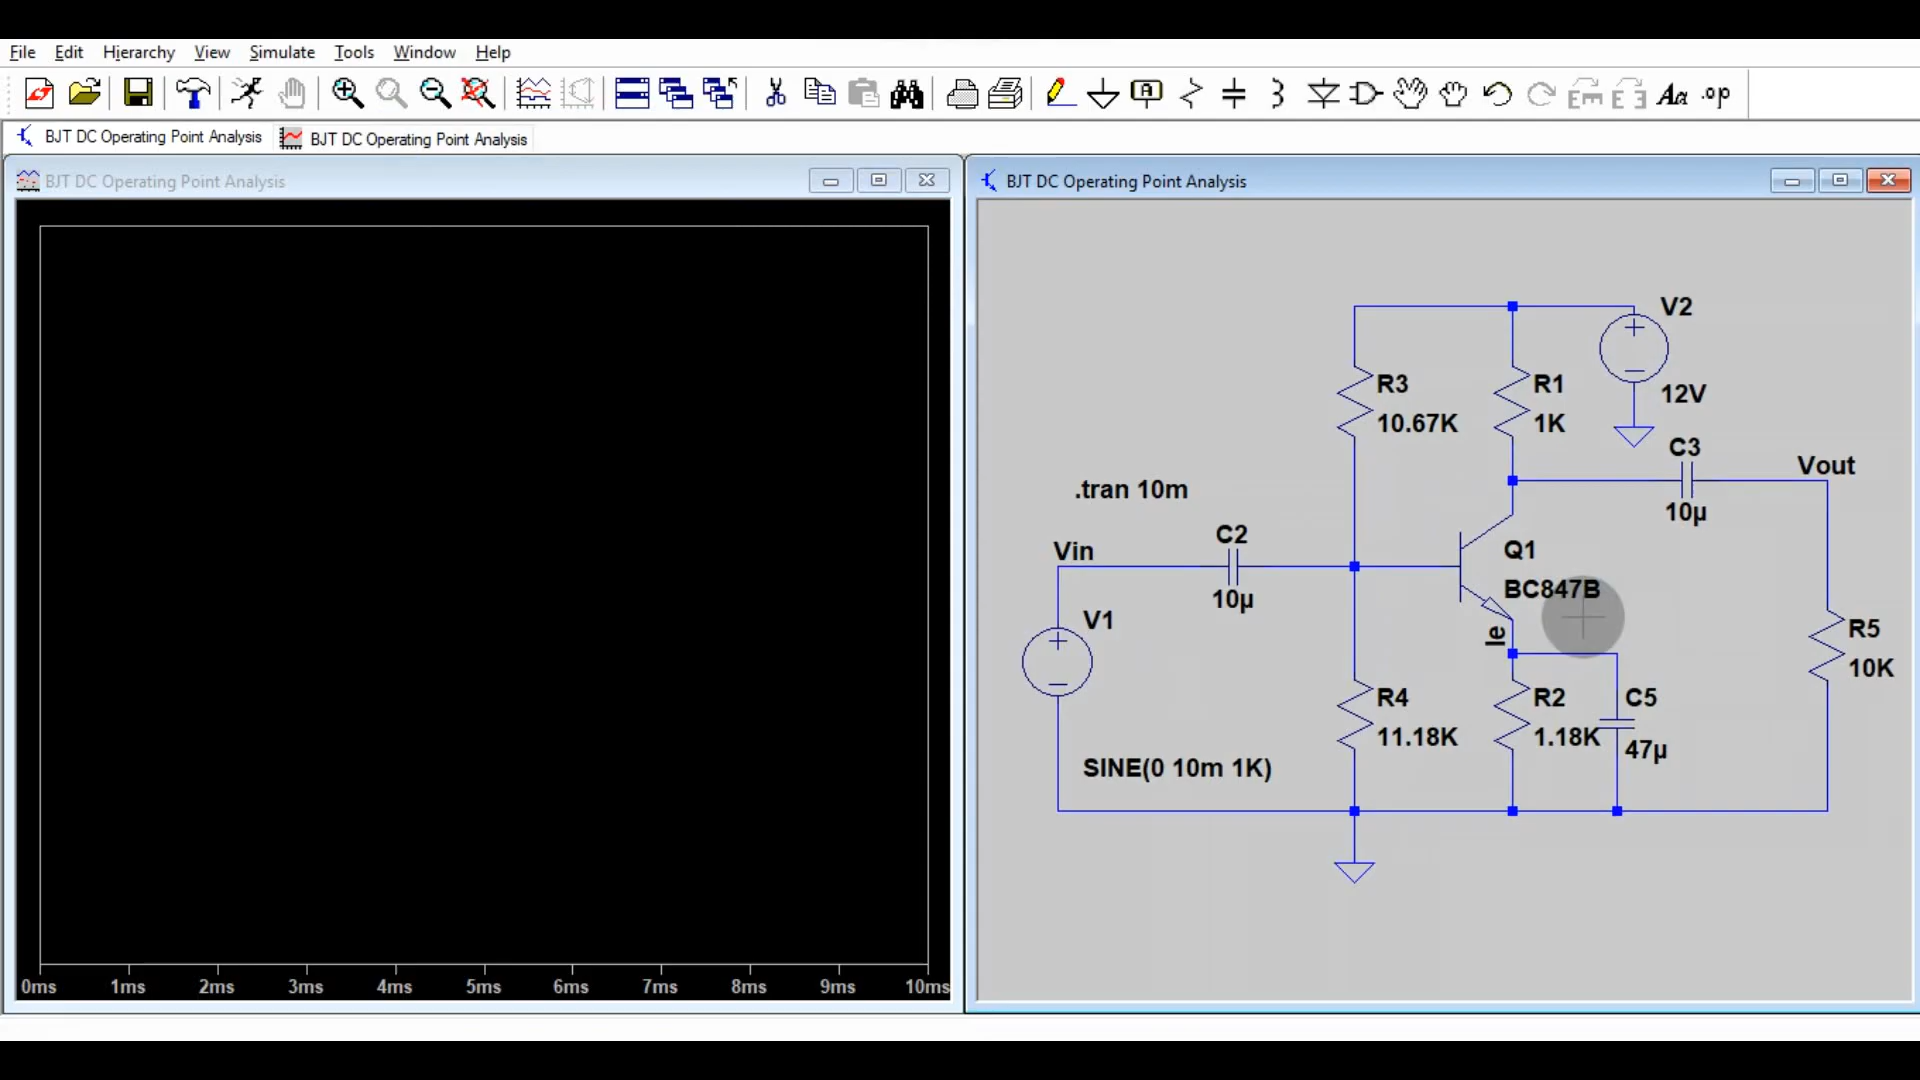 File Edit Hierarchy View Simulate Tools Window Help
A Aa .op
BJT DC Operating Point Analysis BJT DC Operating Point Analysis
BJT DC Operating Point Analysis
0ms 1ms 2ms 3ms 4ms 5ms 6ms 7ms 8ms 9ms 10ms
BJT DC Operating Point Analysis
V2
12V
R3
10.67K
R1
1K
C3
10µ
Vout
.tran 10m
C2
10µ
Vin
V1
Q1
BC847B
Ie
R5
10K
R4
11.18K
R2
1.18K
C5
47µ
SINE(0 10m 1K)